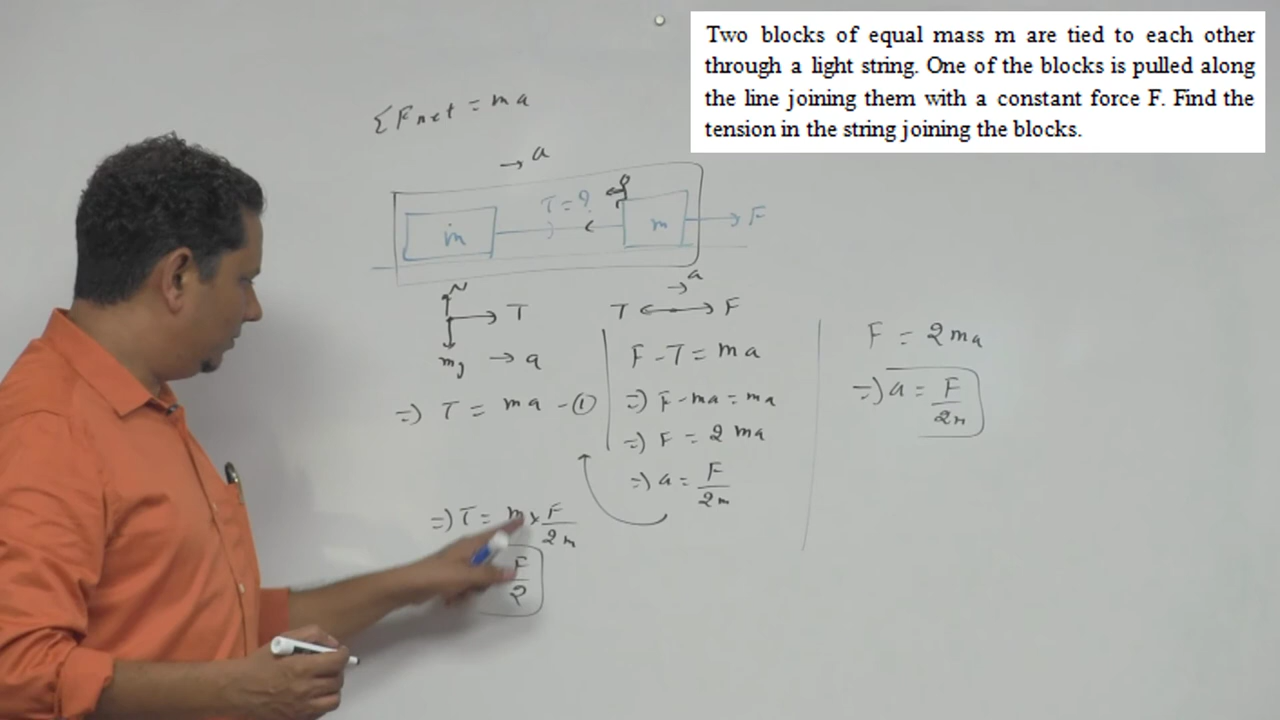 Two blocks of equal mass m are tied to each other
through a light string. One of the blocks is pulled along
the line joining them with a constant force F. Find the
tension in the string joining the blocks.
ΣFnet = ma
→ a
T = ?
m
m
F
a
N
T
T
F
mg → a
F - T = ma
F = 2ma
⇒ T = ma - ①
⇒ F - ma = ma
⇒ a = F/2m
⇒ F = 2ma
⇒ a = F/2m
⇒ T = m × F/2m
F/2